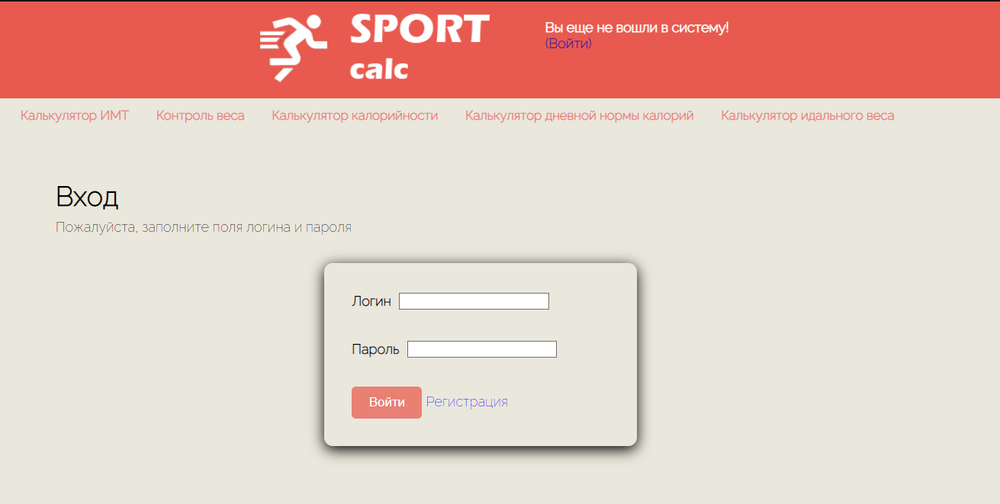 SPORT
calc
Вы еще не вошли в систему!
(Войти)
Калькулятор ИМТ Контроль веса Калькулятор калорийности Калькулятор дневной нормы калорий Калькулятор идального веса
Вход
Пожалуйста, заполните поля логина и пароля
Логин
Пароль
Войти Регистрация